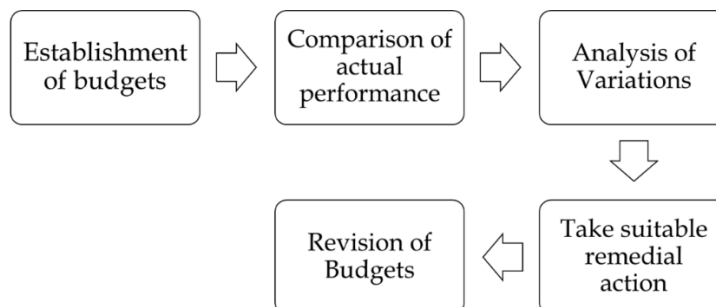 Establishment
of budgets
Comparison of
actual
performance
Analysis of
Variations
Take suitable
remedial
action
Revision of
Budgets